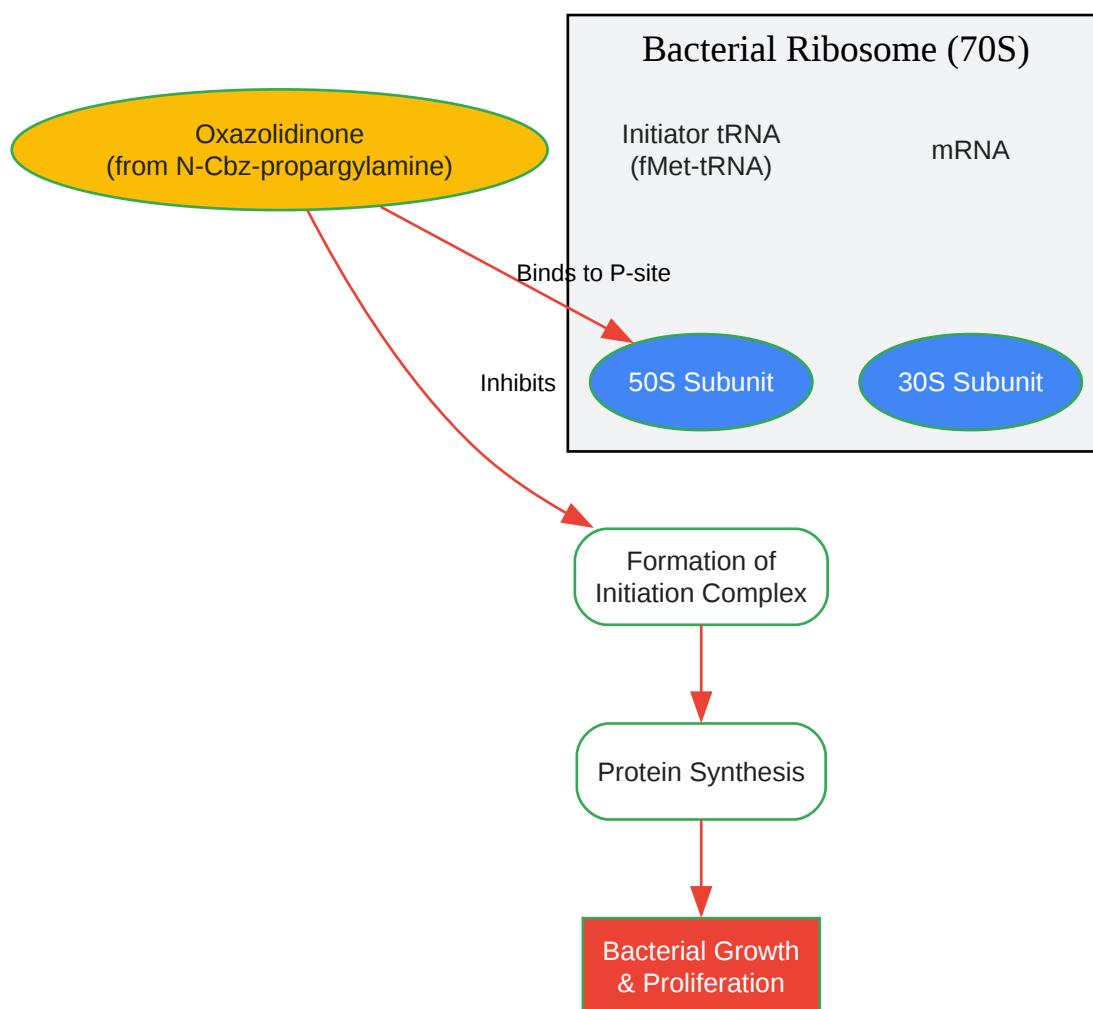 Bacterial Ribosome (70S)
Oxazolidinone
(from N-Cbz-propargylamine)
Initiator tRNA
(fMet-tRNA)
mRNA
Binds to P-site
Inhibits
50S Subunit
30S Subunit
Formation of
Initiation Complex
Protein Synthesis
Bacterial Growth
& Proliferation